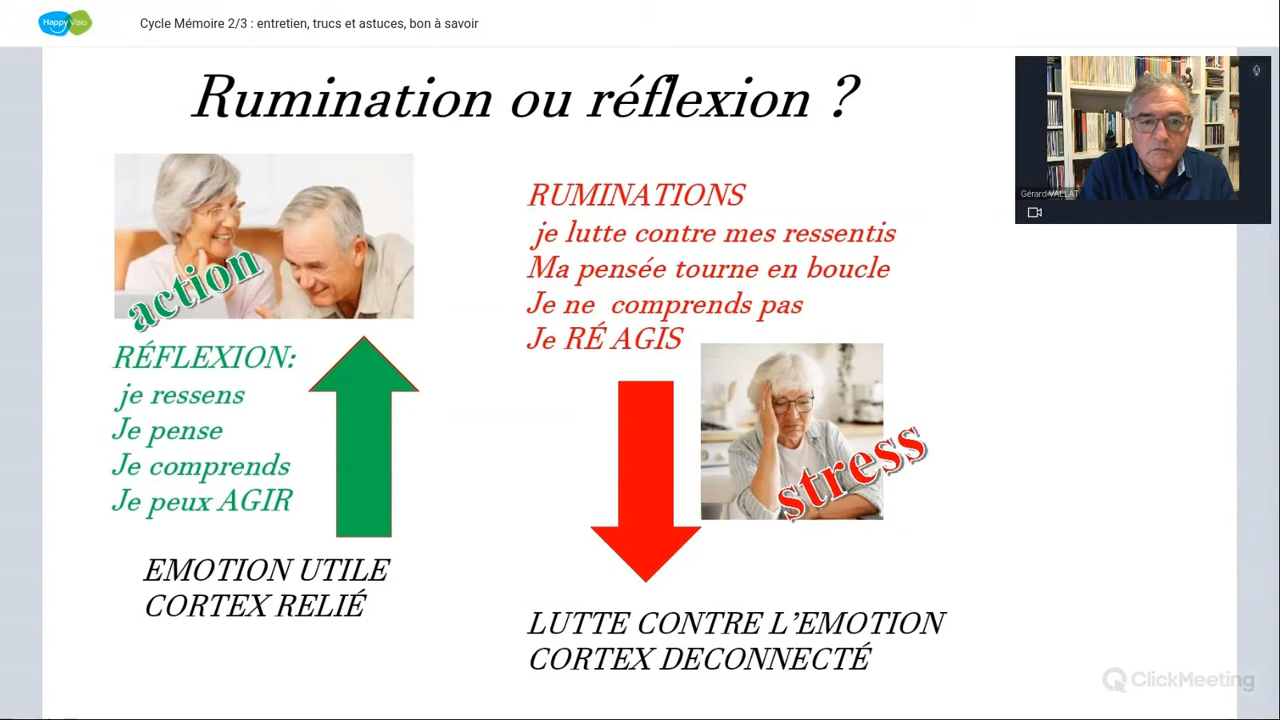 Happy Visio
Cycle Mémoire 2/3 : entretien, trucs et astuces, bon à savoir
Rumination ou réflexion ?
Gérard VALLAT
action
RÉFLEXION:
je ressens
Je pense
Je comprends
Je peux AGIR
EMOTION UTILE
CORTEX RELIÉ
RUMINATIONS
je lutte contre mes ressentis
Ma pensée tourne en boucle
Je ne comprends pas
Je RÉ AGIS
stress
LUTTE CONTRE L’EMOTION
CORTEX DECONNECTÉ
ClickMeeting